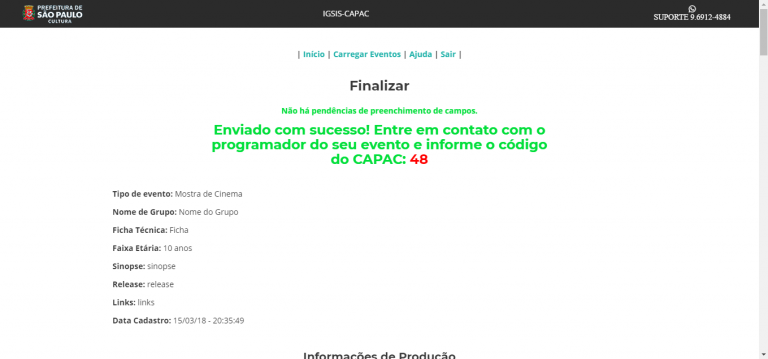 PREFEITURA DE
SÃO PAULO
CULTURA
IGSIS-CAPAC
SUPORTE 9.6912-4884
| Início | Carregar Eventos | Ajuda | Sair |
Finalizar
Não há pendências de preenchimento de campos.
Enviado com sucesso! Entre em contato com o
programador do seu evento e informe o código
do CAPAC: 48
Tipo de evento: Mostra de Cinema
Nome de Grupo: Nome do Grupo
Ficha Técnica: Ficha
Faixa Etária: 10 anos
Sinopse: sinopse
Release: release
Links: links
Data Cadastro: 15/03/18 - 20:35:49
Informações de Produção